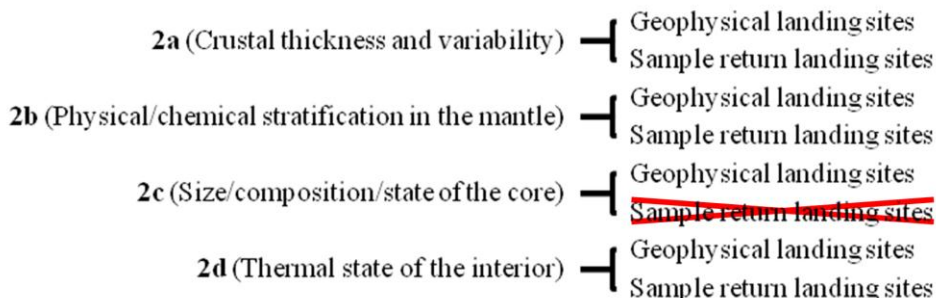 2a (Crustal thickness and variability)
Geophysical landing sites
Sample return landing sites
2b (Physical/chemical stratification in the mantle)
Geophysical landing sites
Sample return landing sites
2c (Size/composition/state of the core)
Geophysical landing sites
Sample return landing sites
2d (Thermal state of the interior)
Geophysical landing sites
Sample return landing sites